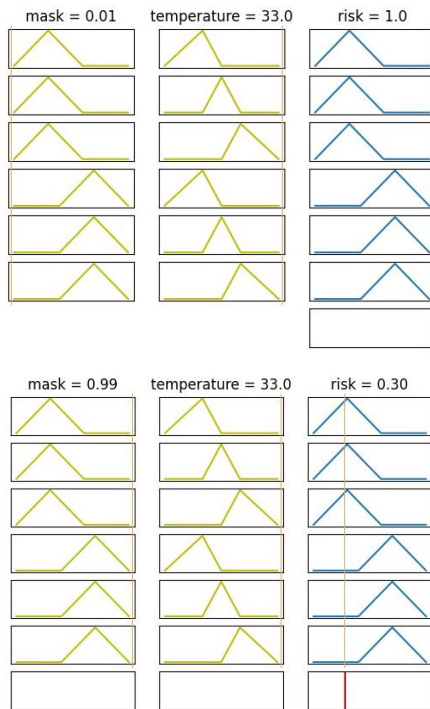 mask = 0.01 temperature = 33.0 risk = 1.0
mask = 0.99 temperature = 33.0 risk = 0.30